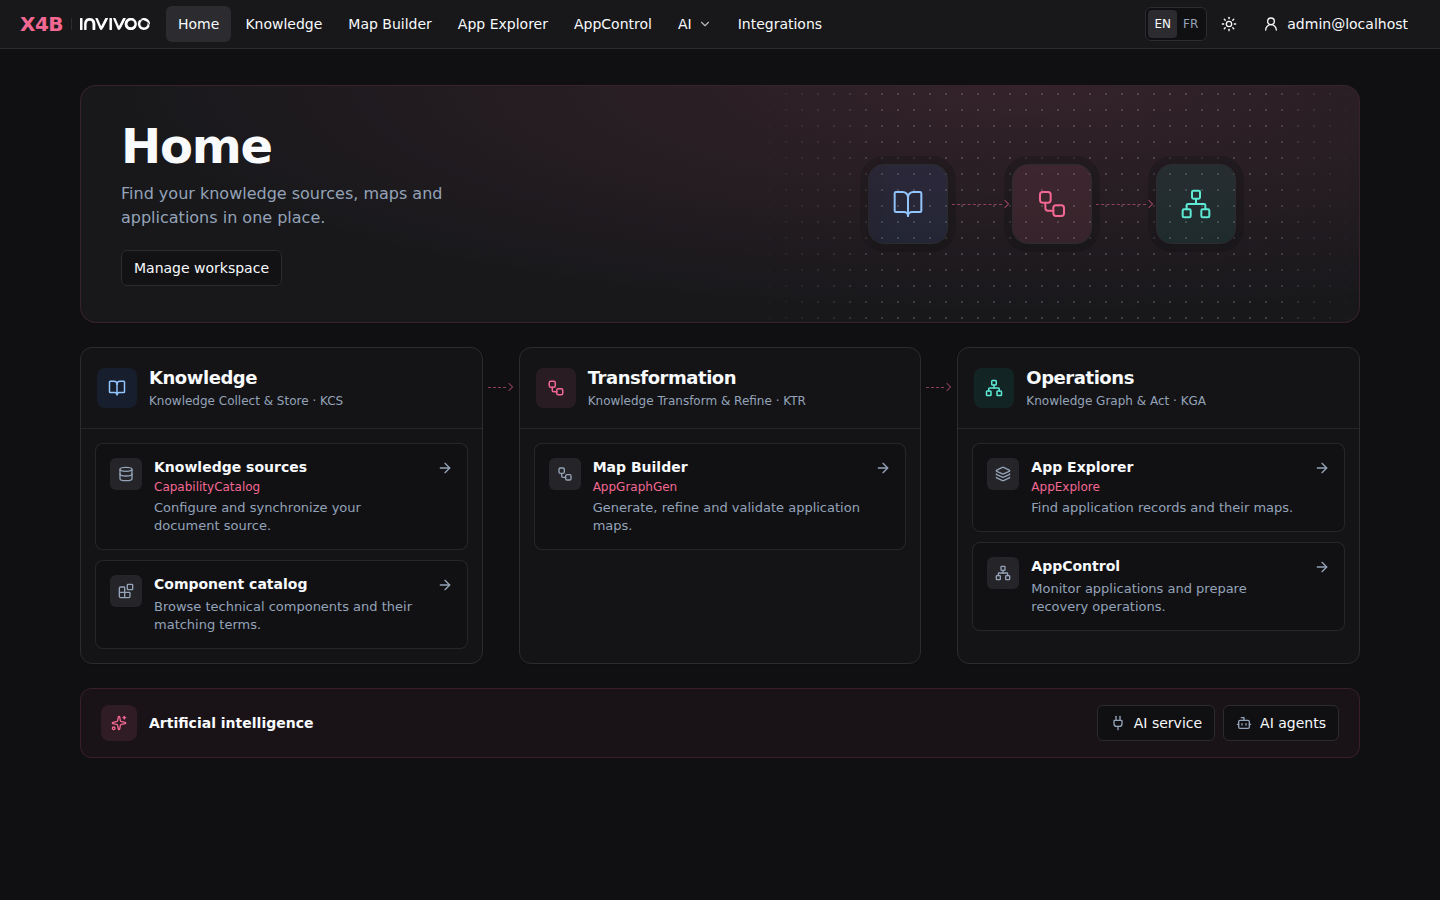 X4B INVIVOO Home Knowledge Map Builder App Explorer AppControl AI Integrations EN FR admin@localhost
Home
Find your knowledge sources, maps and
applications in one place.
Manage workspace
Knowledge
Knowledge Collect & Store · KCS
Knowledge sources
CapabilityCatalog
Configure and synchronize your
document source.
Component catalog
Browse technical components and their
matching terms.
Transformation
Knowledge Transform & Refine · KTR
Map Builder
AppGraphGen
Generate, refine and validate application
maps.
Operations
Knowledge Graph & Act · KGA
App Explorer
AppExplore
Find application records and their maps.
AppControl
Monitor applications and prepare
recovery operations.
Artificial intelligence
AI service
AI agents